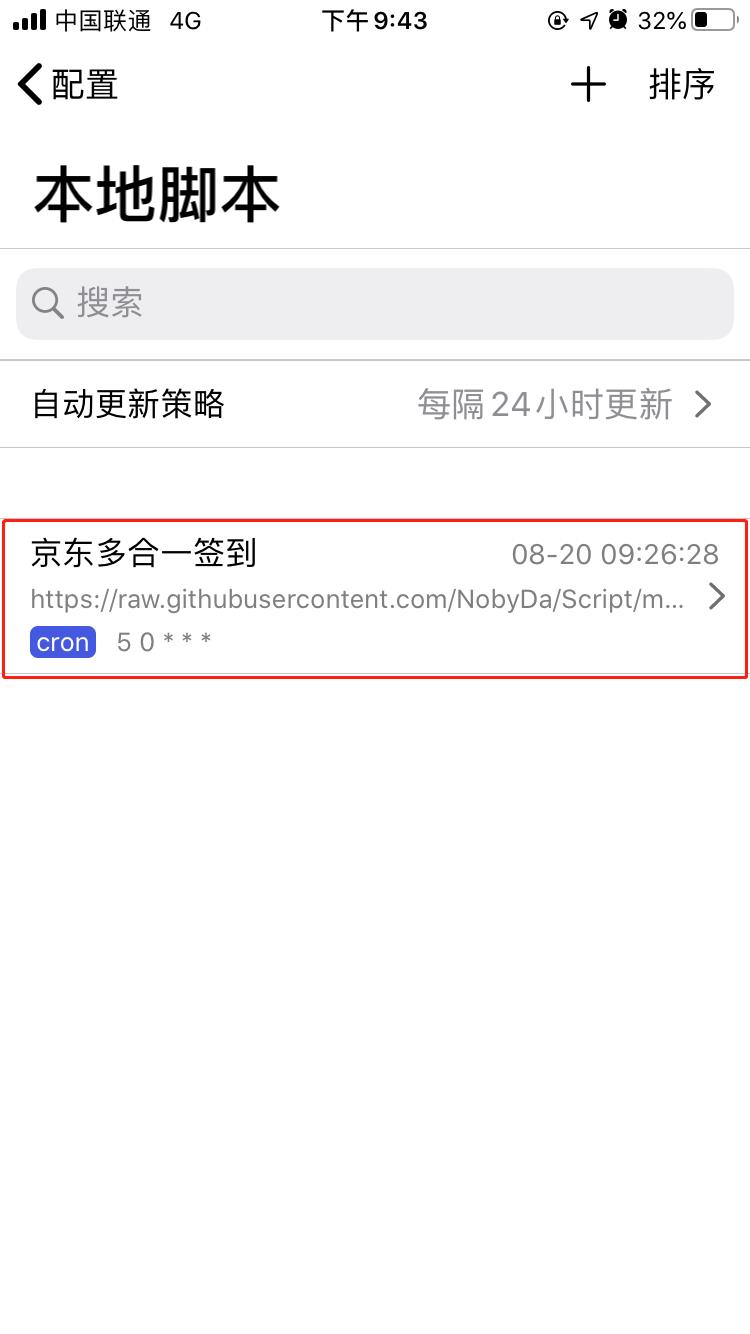 中国联通 4G 下午9:43 32%
配置 排序
本地脚本
搜索
自动更新策略 每隔24小时更新
京东多合一签到 08-20 09:26:28
https://raw.githubusercontent.com/NobyDa/Script/m...
cron 5 0 * * *